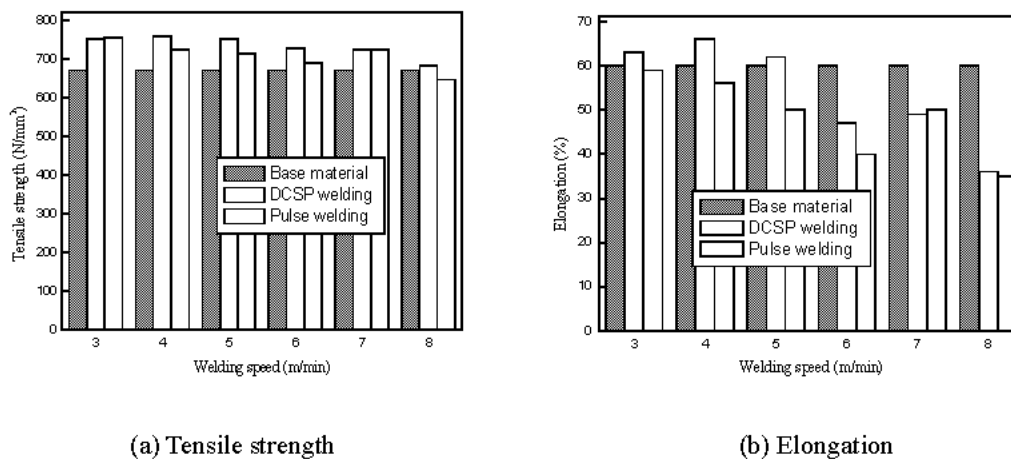 800
700
600
500
400
300
200
100
0
Tensile strength (N/mm²)
Base material
DCSP welding
Pulse welding
3 4 5 6 7 8
Welding speed (m/min)
(a) Tensile strength
70
60
50
40
30
20
10
0
Elongation (%)
Base material
DCSP welding
Pulse welding
3 4 5 6 7 8
Welding speed (m/min)
(b) Elongation